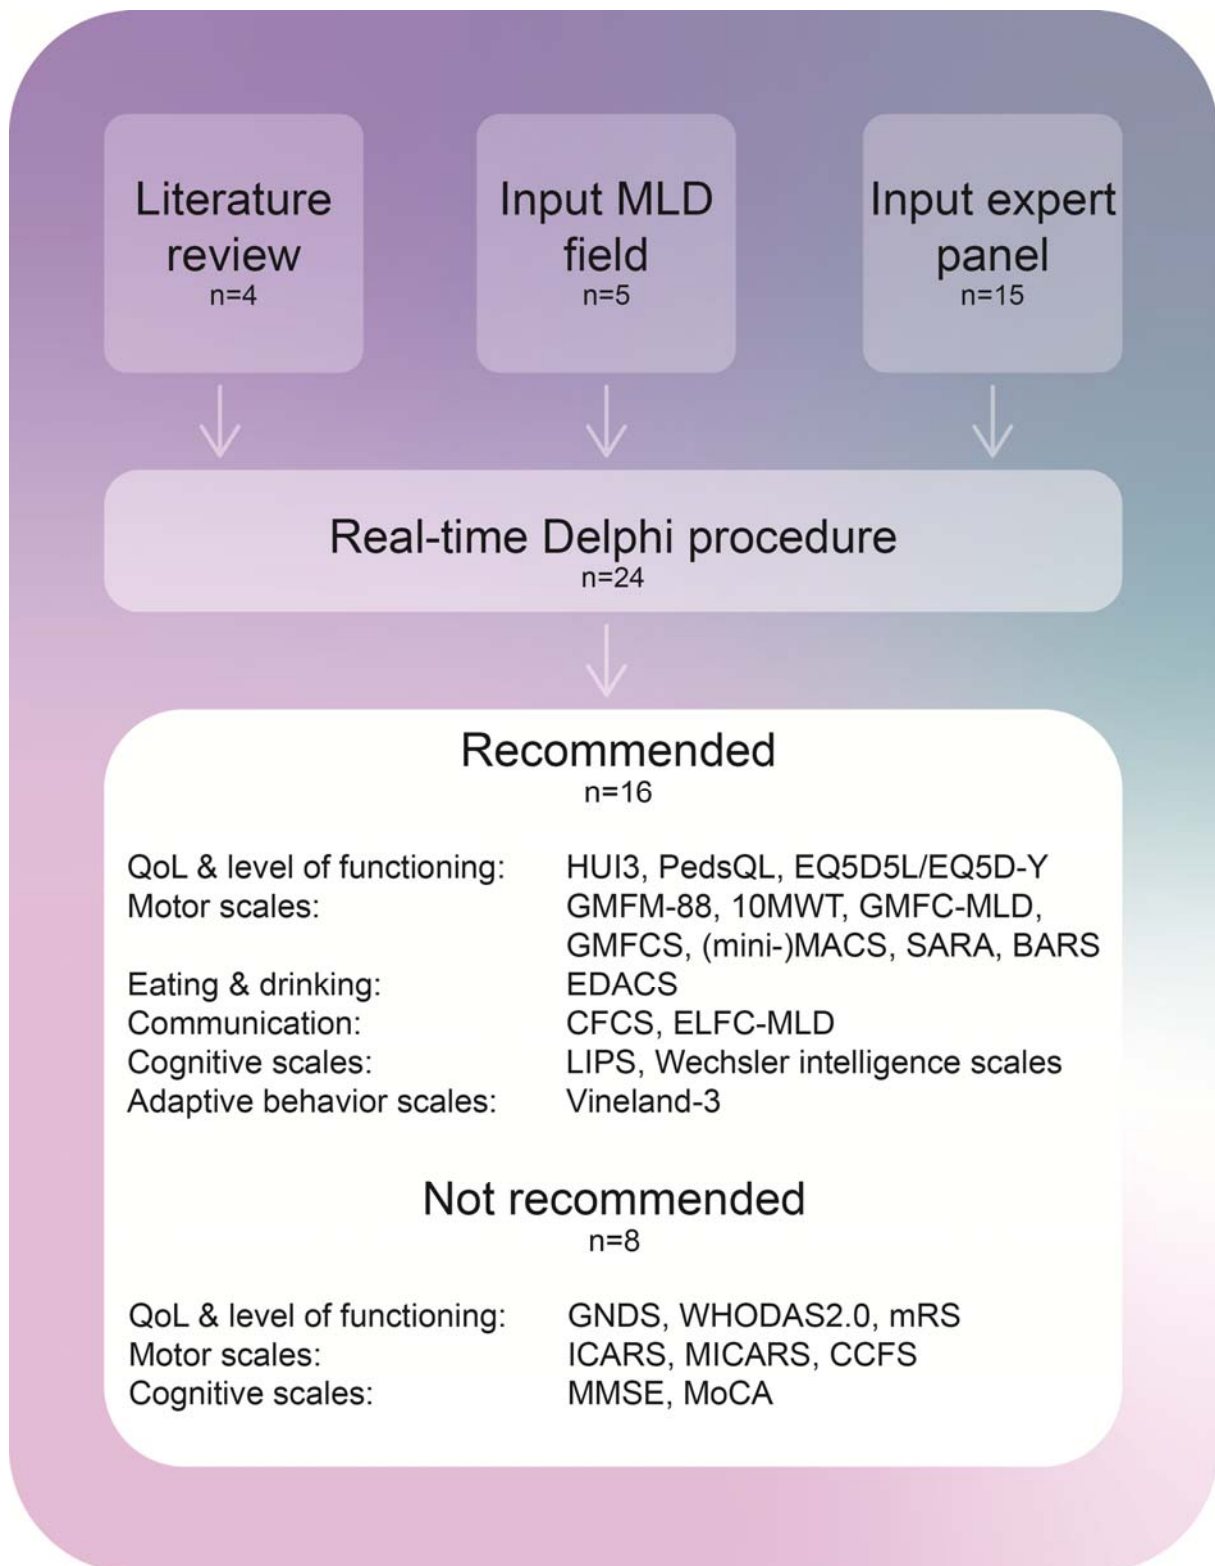 Literature
review
n=4
Input MLD
field
n=5
Input expert
panel
n=15
Real-time Delphi procedure
n=24
Recommended
n=16
QoL & level of functioning: HUI3, PedsQL, EQ5D5L/EQ5D-Y
Motor scales: GMFM-88, 10MWT, GMFC-MLD,
GMFCS, (mini-)MACS, SARA, BARS
Eating & drinking: EDACS
Communication: CFCS, ELFC-MLD
Cognitive scales: LIPS, Wechsler intelligence scales
Adaptive behavior scales: Vineland-3
Not recommended
n=8
QoL & level of functioning: GNDS, WHODAS2.0, mRS
Motor scales: ICARS, MICARS, CCFS
Cognitive scales: MMSE, MoCA